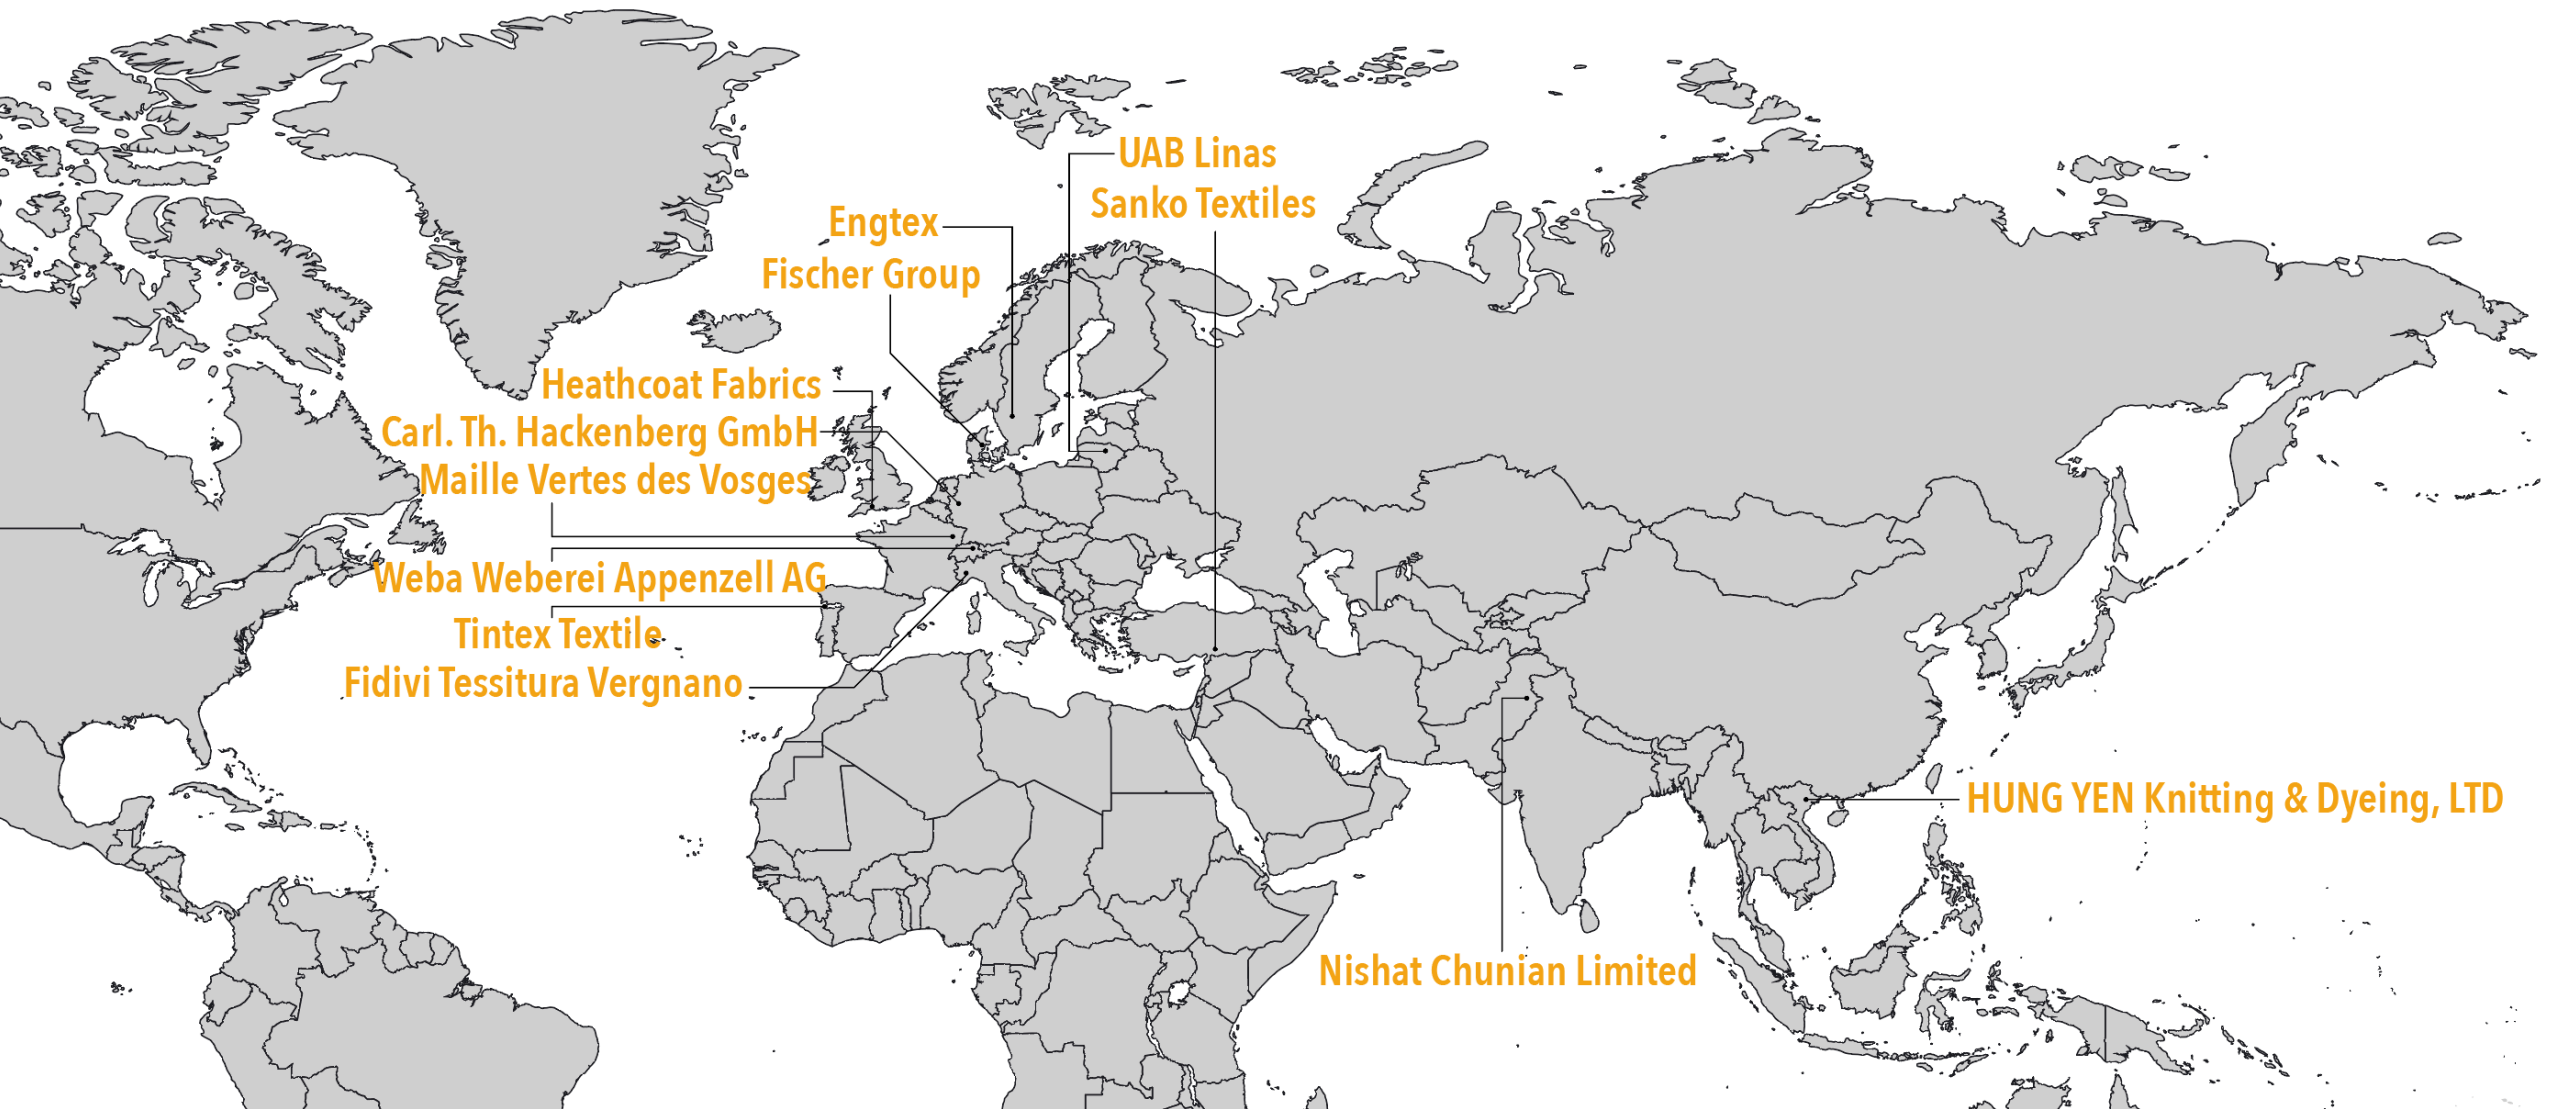 UAB Linas
Sanko Textiles
Engtex
Fischer Group
Heathcoat Fabrics
Carl. Th. Hackenberg GmbH
Maille Vertes des Vosges
Weba Weberei Appenzell AG
Tintex Textile
Fidivi Tessitura Vergnano
HUNG YEN Knitting & Dyeing, LTD
Nishat Chunian Limited